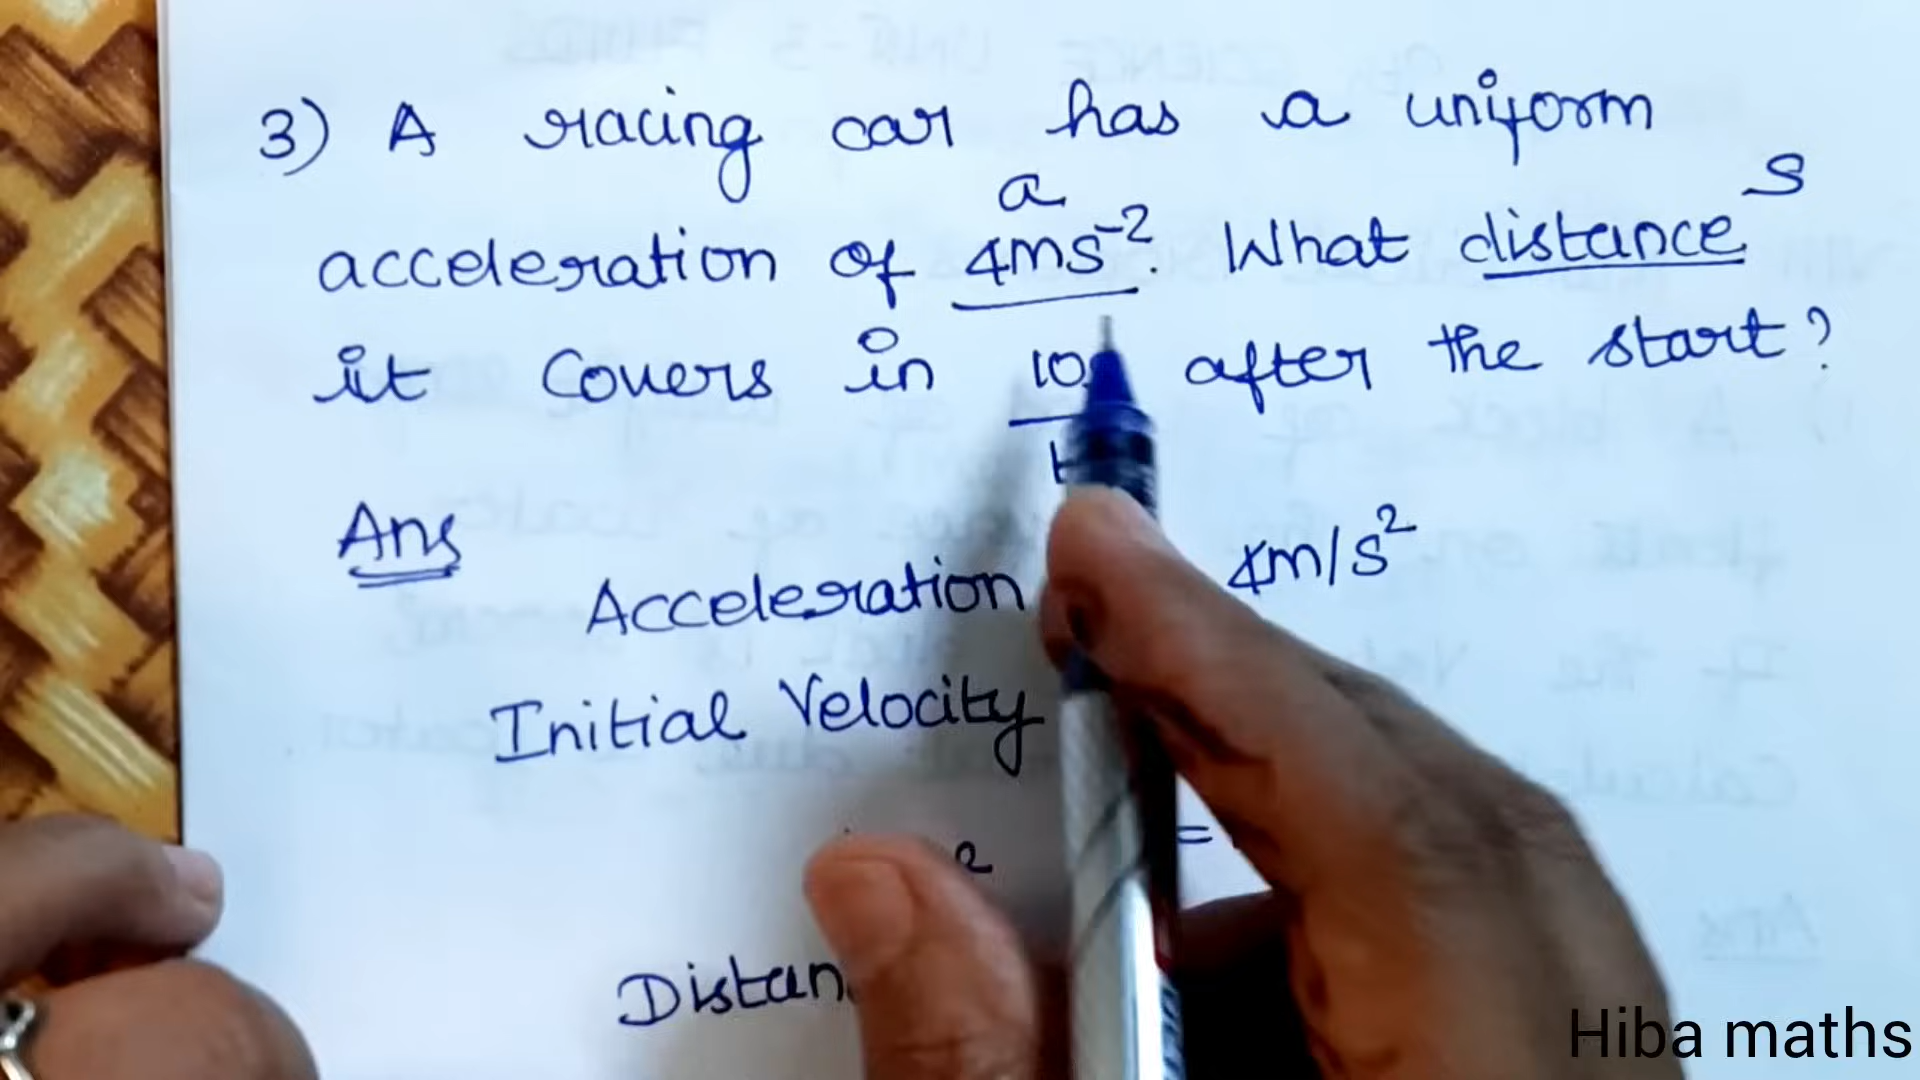 3) A racing car has a uniform
a
S
acceleration of 4ms⁻². What distance
it covers in 10 after the start?
t
Ans
Acceleration 4m/s²
Initial Velocity
=
Hiba maths